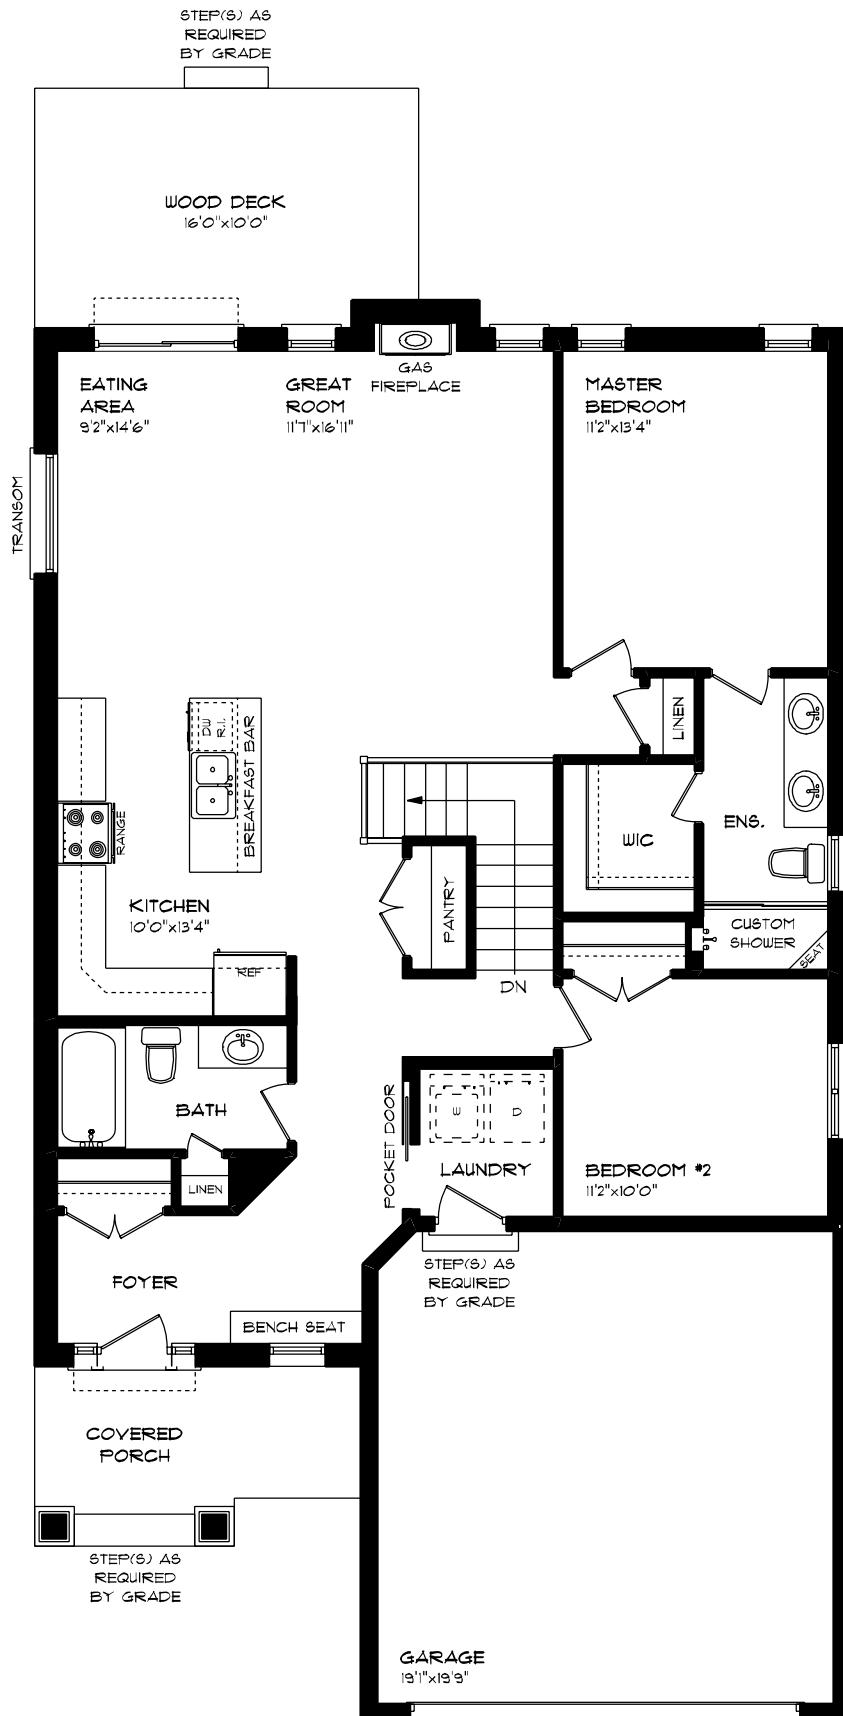 STEP(S) AS
REQUIRED
BY GRADE
WOOD DECK
16'0"x10'0"
GAS
FIREPLACE
EATING
AREA
9'2"x14'6"
GREAT
ROOM
11'7"x16'11"
MASTER
BEDROOM
11'2"x13'4"
TRANSOM
LINEN
DW
R.I.
BREAKFAST BAR
RANGE
ENS.
WIC
KITCHEN
10'0"x13'4"
PANTRY
CUSTOM
SHOWER
SEAT
REF
DN
BATH
POCKET DOOR
W
D
LAUNDRY
BEDROOM #2
11'2"x10'0"
LINEN
FOYER
STEP(S) AS
REQUIRED
BY GRADE
BENCH SEAT
COVERED
PORCH
STEP(S) AS
REQUIRED
BY GRADE
GARAGE
19'1"x19'9"